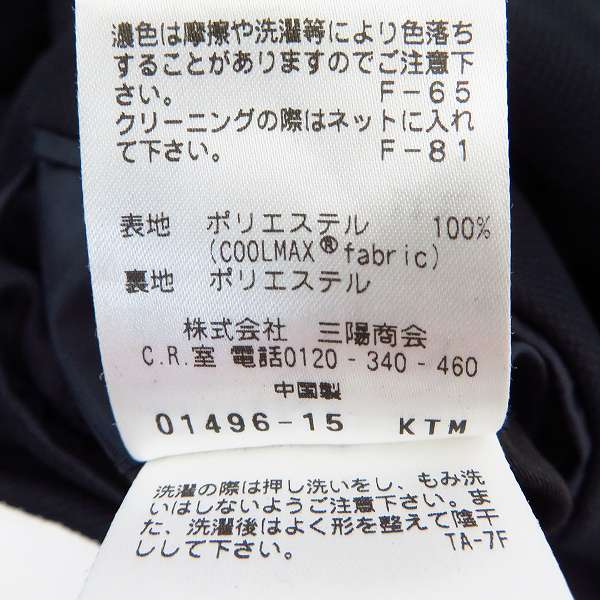 濃色は摩擦や洗濯等により色落ち
することがありますのでご注意下
さい。 F-65
クリーニングの際はネットに入れ
て下さい。 F-81
表地 ポリエステル 100%
(COOLMAX®fabric)
裏地 ポリエステル
株式会社 三陽商会
C.R.室 電話0120-340-460
中国製
01496-15 KTM
洗濯の際は押し洗いをし、もみ洗
いはしないようご注意下さい。ま
た、洗濯後はよく形を整えて陰干
しして下さい。 TA-7F